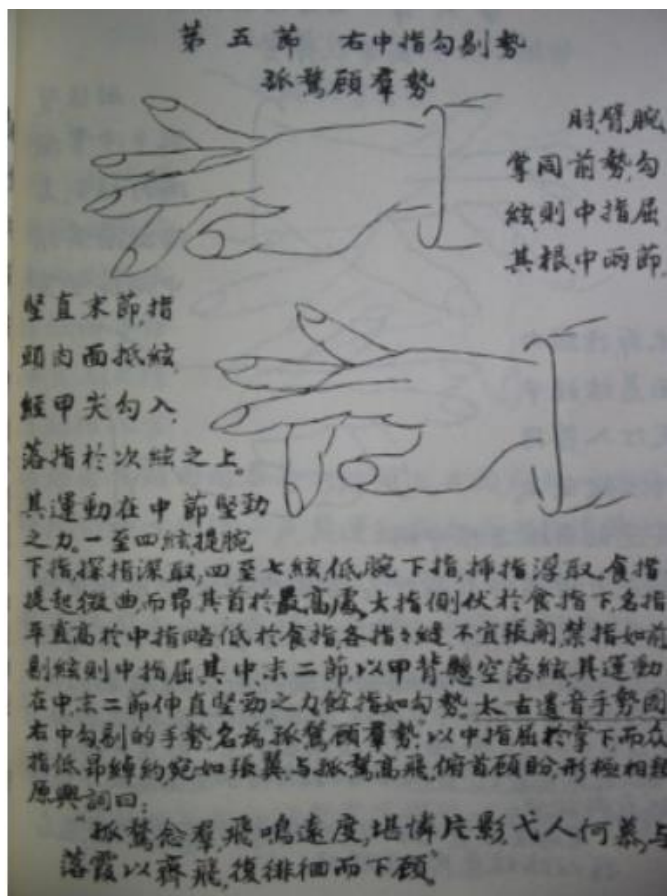 第五節 右中指勾剔勢
孤鶩顧羣勢
肘,臂,腕
掌同前勢,勾
絃則中指屈
其根中兩節,
堅直末節,指
頭肉面抵絃,
經甲尖勾入,
落指於次絃之上。
其運動在中節堅勁
之力。一至四絃,提腕
下指,探指深取,四至七絃,低腕下指,插指浮取。食指
提起微曲,而昂其首於最高處,大指側伏於食指下,名指
平直高於中指略低於食指,各指之縫,不宜張開,禁指如前
剔絃則中指屈其中,末二節,以甲背懸空落絃,其運動
在中,末二節伸直堅勁之力餘指如勾勢。太古遺音手勢圖
右中勾剔的手勢,名為“孤鶩顧羣勢”以中指屈於掌下而众
指低昂綽約,宛如張翼,与孤鶩高飛,俯首顧盼,形極相類
原興詞曰:
“孤鶩念羣,飛鳴遠度,堪憐片影,弋人何慕,与
落霞以齊飛,復徘徊而下顧”